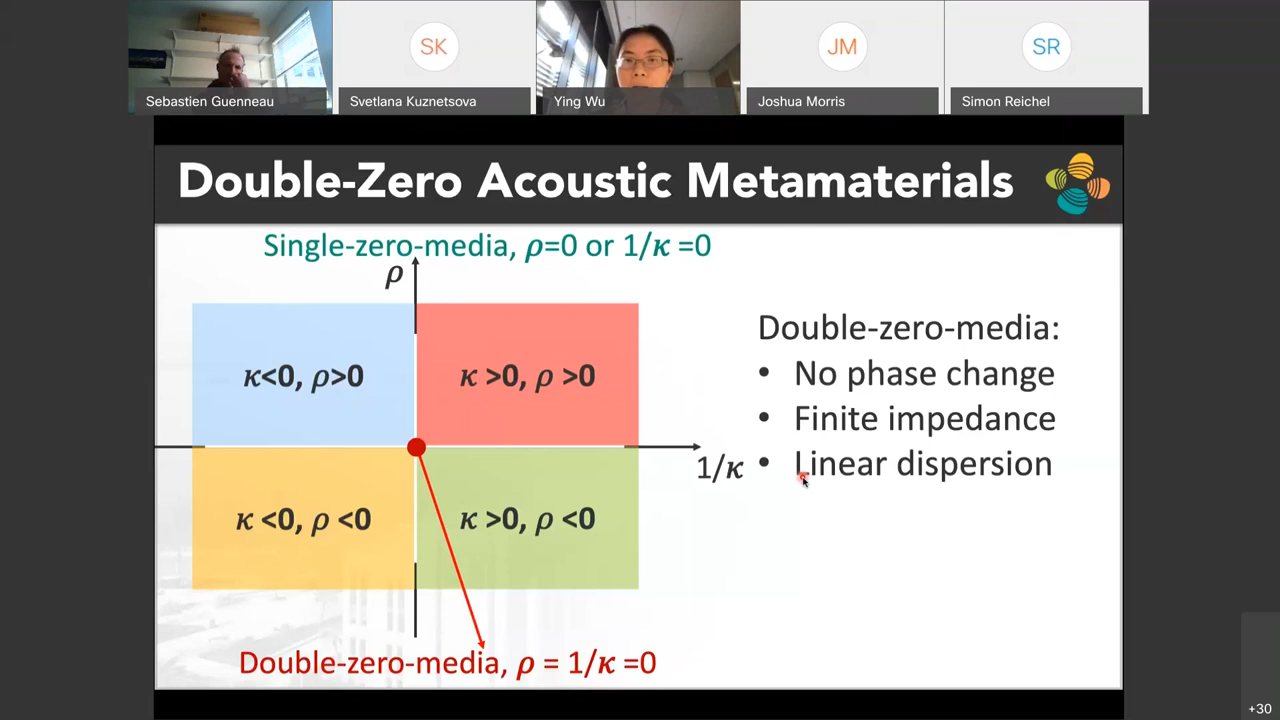 SK
JM
SR
Sebastien Guenneau
Svetlana Kuznetsova
Ying Wu
Joshua Morris
Simon Reichel
Double-Zero Acoustic Metamaterials
Single-zero-media, ρ=0 or 1/κ =0
ρ
κ<0, ρ>0
κ >0, ρ >0
1/κ
κ <0, ρ <0
κ >0, ρ <0
Double-zero-media, ρ = 1/κ =0
Double-zero-media:
• No phase change
• Finite impedance
• Linear dispersion
+30